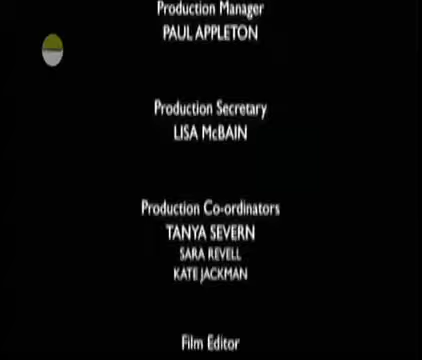 Production Manager
PAUL APPLETON
Production Secretary
LISA McBAIN
Production Co-ordinators
TANYA SEVERN
SARA REVELL
KATE JACKMAN
Film Editor